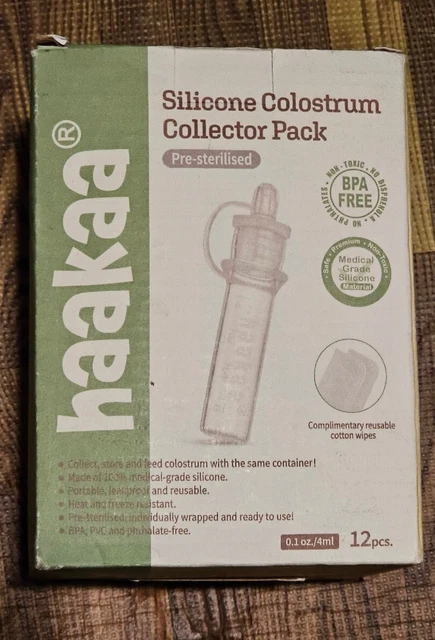 haakaa®
Silicone Colostrum
Collector Pack
Pre-sterilised
NON-TOXIC • NO BISPHENOLS • NO PHTHALATES •
BPA
FREE
Safe • Premium • Non-Toxic •
Medical
Grade
Silicone
Material
Complimentary reusable
cotton wipes
• Collect, store and feed colostrum with the same container!
• Made of 100% medical-grade silicone.
• Portable, leakproof and reusable.
• Heat and freeze resistant.
• Pre-sterilised, individually wrapped and ready to use!
• BPA, PVC and phthalate-free.
0.1 oz./4ml
12pcs.